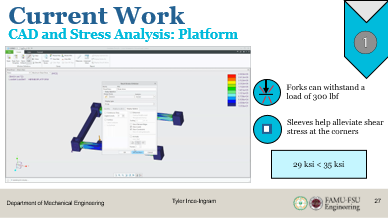 Current Work
CAD and Stress Analysis: Platform
1
Forks can withstand a
load of 300 lbf
Sleeves help alleviate shear
stress at the corners
29 ksi < 35 ksi
Department of Mechanical Engineering
Tyler Ince-Ingram
FAMU-FSU
Engineering
27